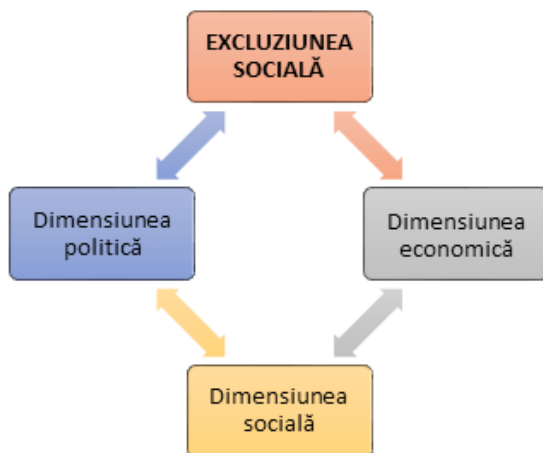 EXCLUZIUNEA
SOCIALĂ
Dimensiunea
politică
Dimensiunea
economică
Dimensiunea
socială